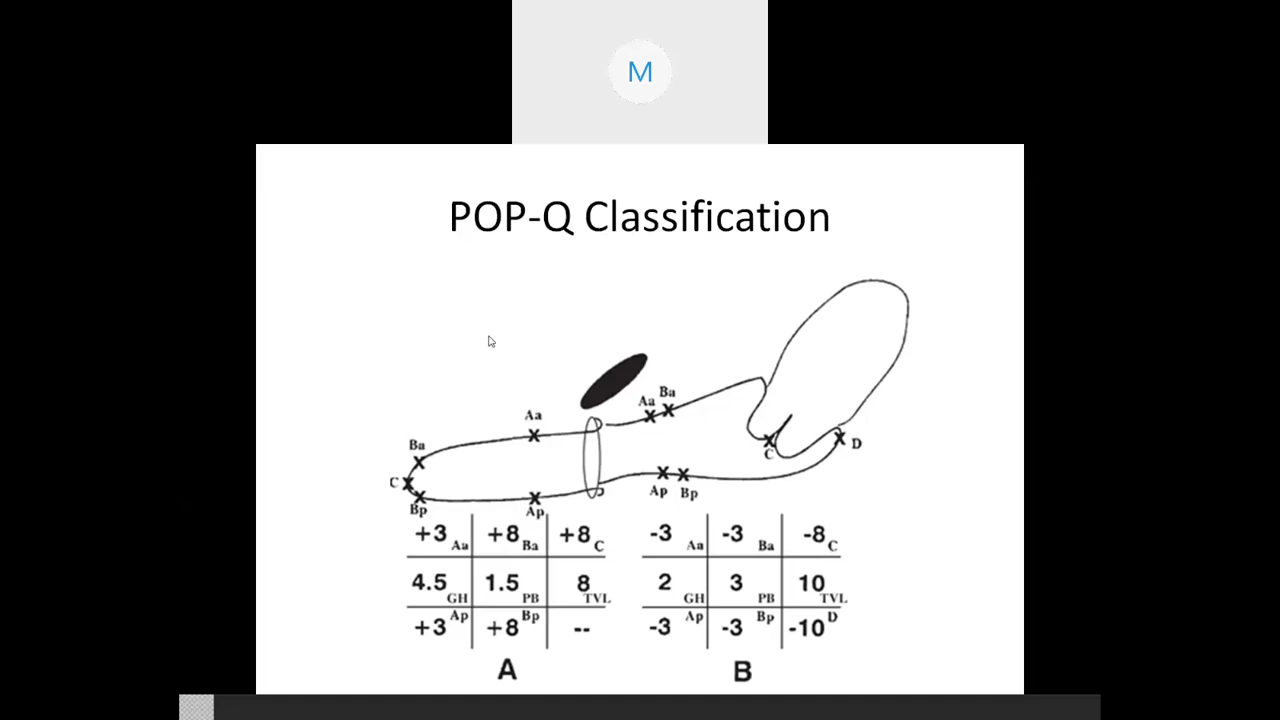 M
POP-Q Classification
Aa
Ba
C
Bp
Ap
Aa
Ba
C
D
Ap
Bp
+3 Aa +8 Ba +8 C
4.5 GH 1.5 PB 8 TVL
+3 Ap +8 Bp --
A
-3 Aa -3 Ba -8 C
2 GH 3 PB 10 TVL
-3 Ap -3 Bp -10 D
B